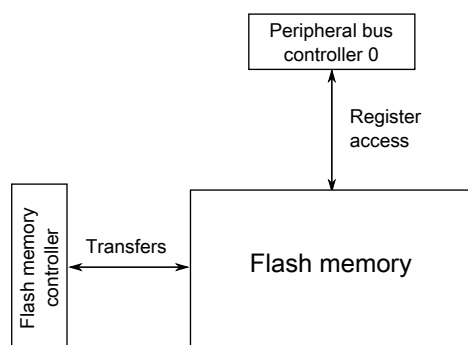 Peripheral bus
controller 0
Register
access
Flash memory
controller
Transfers
Flash memory